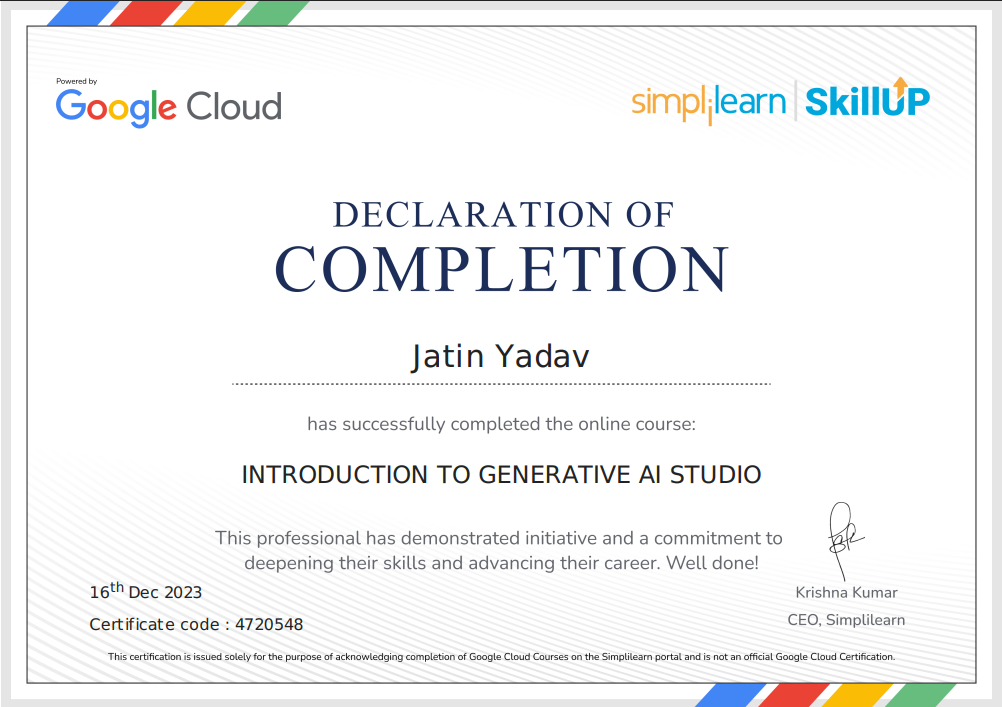 Powered by
Google Cloud
simplilearn | SkillUP
DECLARATION OF
COMPLETION
Jatin Yadav
has successfully completed the online course:
INTRODUCTION TO GENERATIVE AI STUDIO
This professional has demonstrated initiative and a commitment to
deepening their skills and advancing their career. Well done!
16th Dec 2023
Krishna Kumar
CEO, Simplilearn
Certificate code : 4720548
This certification is issued solely for the purpose of acknowledging completion of Google Cloud Courses on the Simplilearn portal and is not an official Google Cloud Certification.